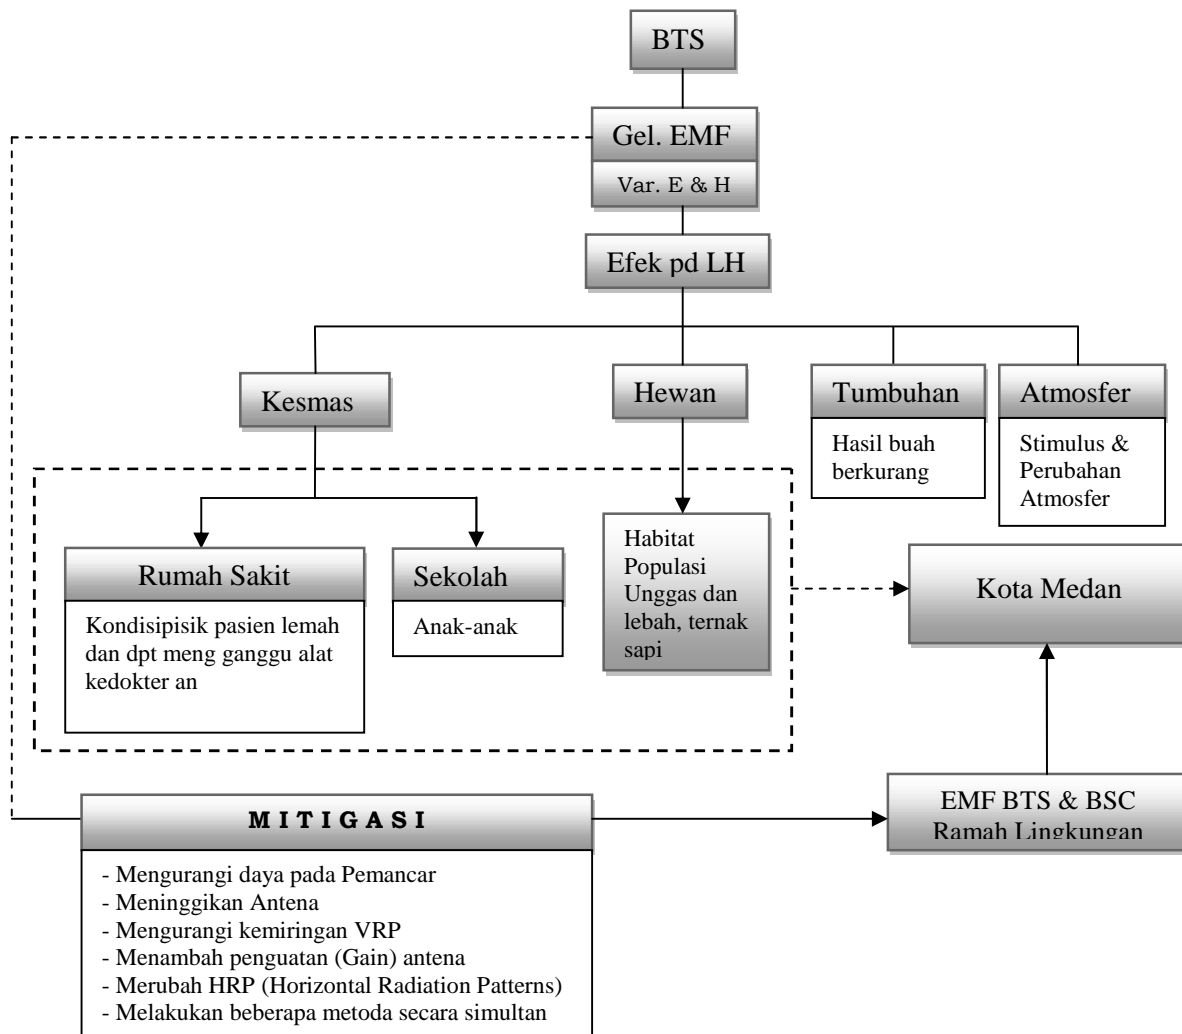 BTS
Gel. EMF
Var. E & H
Efek pd LH
Kesmas
Hewan
Tumbuhan
Hasil buah
berkurang
Atmosfer
Stimulus &
Perubahan
Atmosfer
Rumah Sakit
Kondisipisik pasien lemah
dan dpt meng ganggu alat
kedokter an
Sekolah
Anak-anak
Habitat
Populasi
Unggas dan
lebah, ternak
sapi
Kota Medan
M I T I G A S I
- Mengurangi daya pada Pemancar
- Meninggikan Antena
- Mengurangi kemiringan VRP
- Menambah penguatan (Gain) antena
- Merubah HRP (Horizontal Radiation Patterns)
- Melakukan beberapa metoda secara simultan
EMF BTS & BSC
Ramah Lingkungan